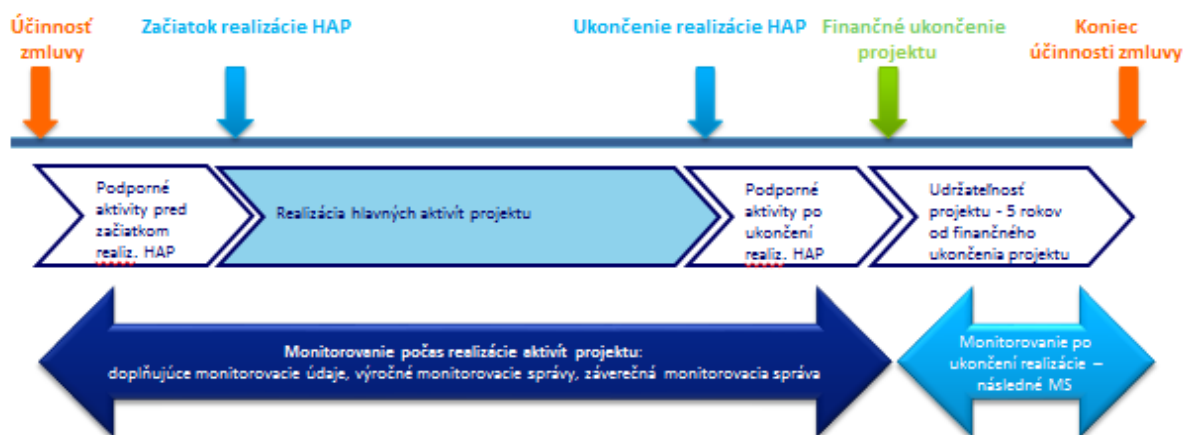 Účinnosť
zmluvy
Začiatok realizácie HAP
Ukončenie realizácie HAP
Finančné ukončenie
projektu
Koniec
účinnosti zmluvy
Podporné
aktivity pred
začiatkom
realiz. HAP
Realizácia hlavných aktivít projektu
Podporné
aktivity po
ukončení
realiz. HAP
Udržateľnosť
projektu - 5 rokov
od finančného
ukončenia projektu
Monitorovanie počas realizácie aktivít projektu:
doplňujúce monitorovacie údaje, výročné monitorovacie správy, záverečná monitorovacia správa
Monitorovanie po
ukončení realizácie –
následné MS